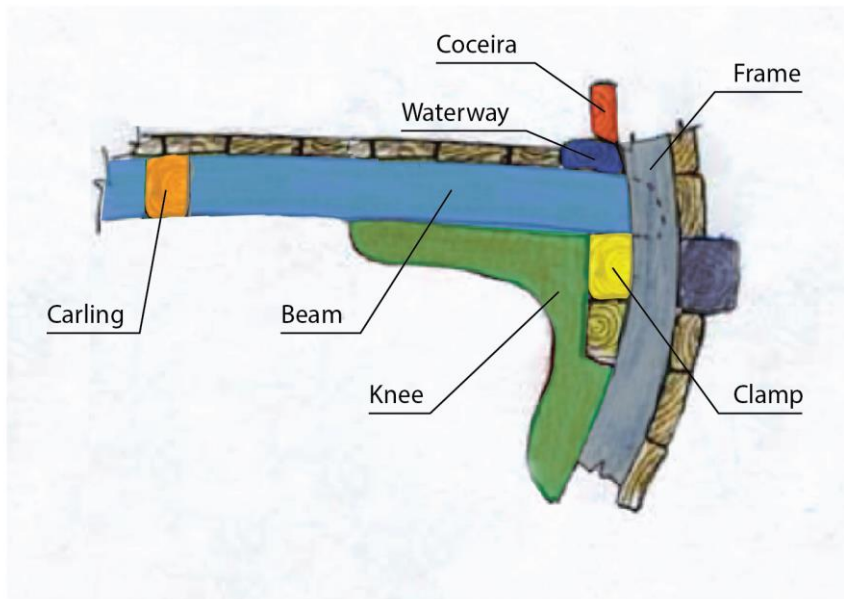 Coceira
Frame
Waterway
Carling
Beam
Knee
Clamp